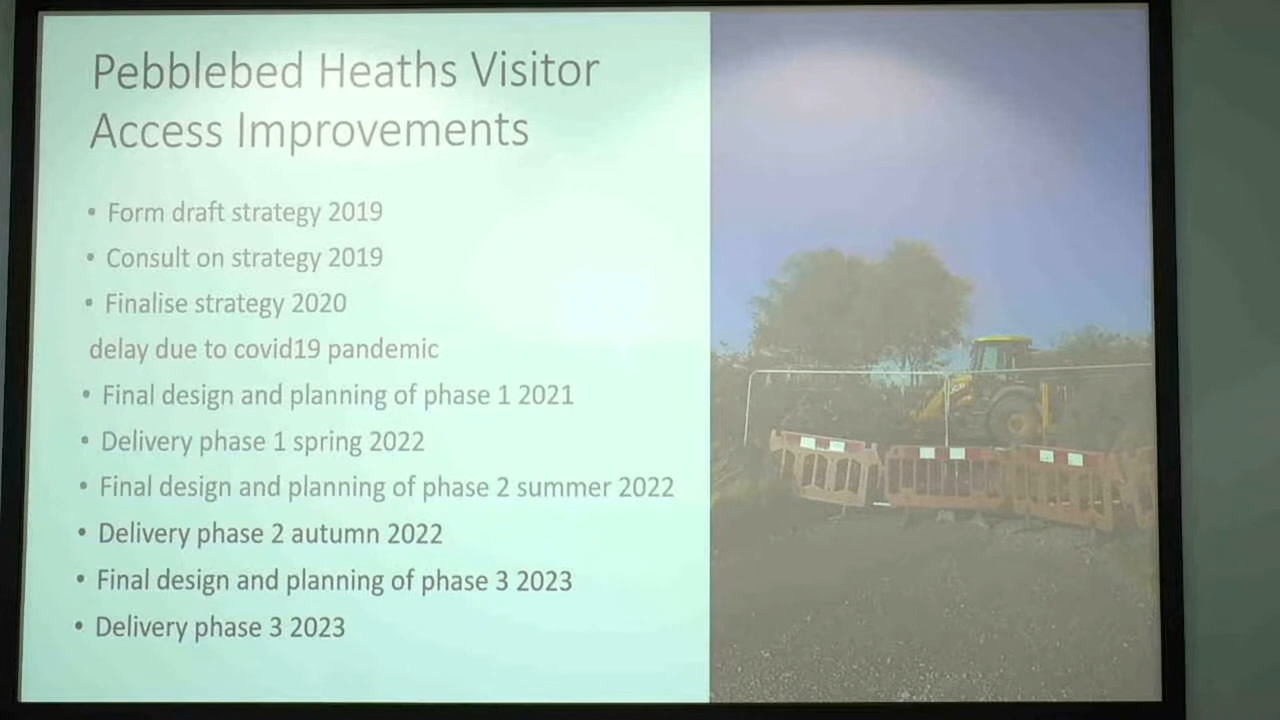 Pebblebed Heaths Visitor
Access Improvements
• Form draft strategy 2019
• Consult on strategy 2019
• Finalise strategy 2020
delay due to covid19 pandemic
• Final design and planning of phase 1 2021
• Delivery phase 1 spring 2022
• Final design and planning of phase 2 summer 2022
• Delivery phase 2 autumn 2022
• Final design and planning of phase 3 2023
• Delivery phase 3 2023